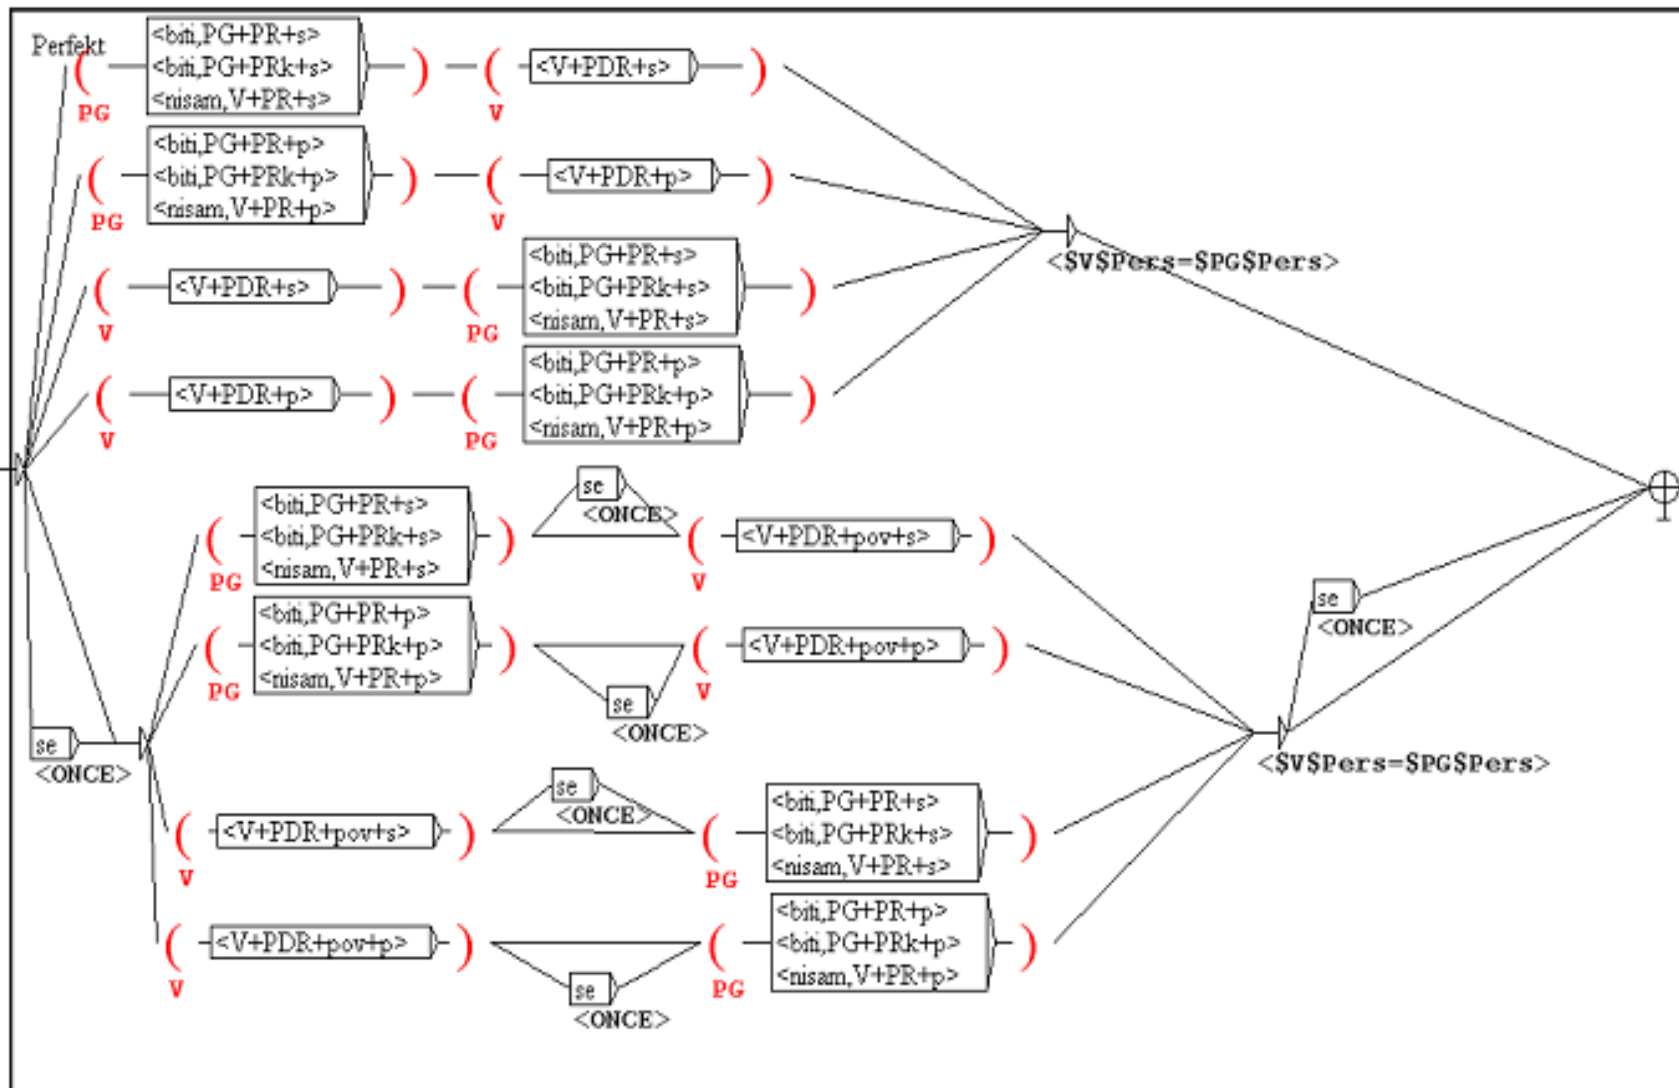 Perfekt
<biti,PG+PR+s>
<biti,PG+PRk+s>
<nisam,V+PR+s>
( ) ( <V+PDR+s> )
PG V
<biti,PG+PR+p>
<biti,PG+PRk+p>
<nisam,V+PR+p>
( ) ( <V+PDR+p> )
PG V
<$V$Pers=$PG$Pers>
( <V+PDR+s> ) ( )
<biti,PG+PR+s>
<biti,PG+PRk+s>
<nisam,V+PR+s>
V PG
( <V+PDR+p> ) ( )
<biti,PG+PR+p>
<biti,PG+PRk+p>
<nisam,V+PR+p>
V PG
<biti,PG+PR+s>
<biti,PG+PRk+s>
<nisam,V+PR+s>
se
<ONCE>
( ) ( <V+PDR+pov+s> )
PG V
<biti,PG+PR+p>
<biti,PG+PRk+p>
<nisam,V+PR+p>
( ) ( <V+PDR+pov+p> )
PG V
se
<ONCE>
se
<ONCE>
se
<ONCE>
<$V$Pers=$PG$Pers>
( <V+PDR+pov+s> ) ( )
V
se
<ONCE>
<biti,PG+PR+s>
<biti,PG+PRk+s>
<nisam,V+PR+s>
PG
( <V+PDR+pov+p> ) ( )
V
se
<ONCE>
<biti,PG+PR+p>
<biti,PG+PRk+p>
<nisam,V+PR+p>
PG